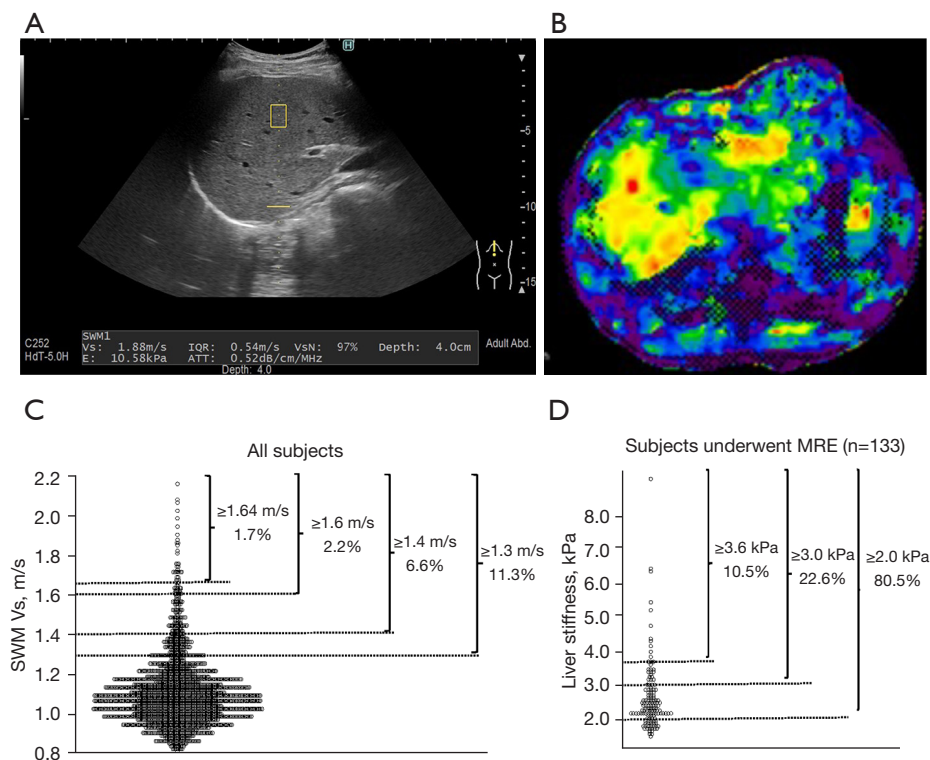 A
H
-5
-10
-15
C252
HdT-5.0H
SWM1
Vs: 1.88m/s IQR: 0.54m/s VsN: 97% Depth: 4.0cm
E: 10.58kPa ATT: 0.52dB/cm/MHz
Depth: 4.0
Adult Abd.
B
C
All subjects
SWM Vs, m/s
2.2
2.0
1.8
1.6
1.4
1.2
1.0
0.8
≥1.64 m/s
1.7%
≥1.6 m/s
2.2%
≥1.4 m/s
6.6%
≥1.3 m/s
11.3%
D
Subjects underwent MRE (n=133)
Liver stiffness, kPa
8.0
7.0
6.0
5.0
4.0
3.0
2.0
≥3.6 kPa
10.5%
≥3.0 kPa
22.6%
≥2.0 kPa
80.5%